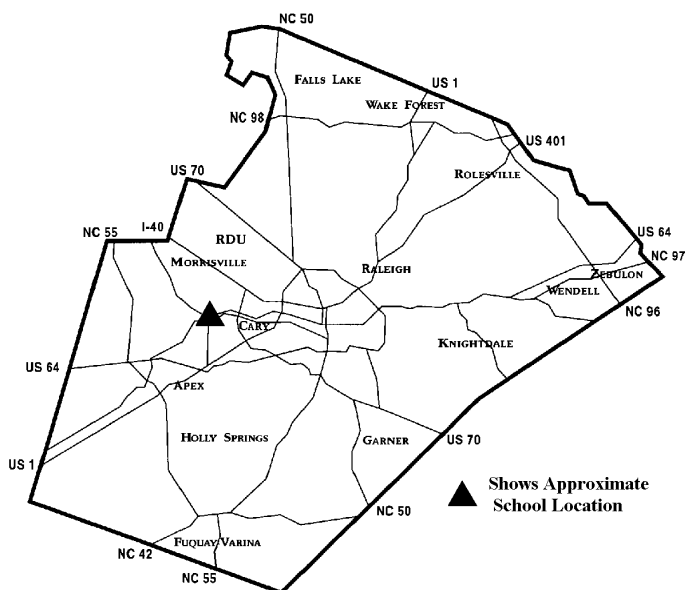 NC 50
FALLS LAKE
US 1
WAKE FOREST
NC 98
US 401
US 70
ROLESVILLE
I-40
NC 55
RDU
US 64
NC 97
MORRISVILLE
RALEIGH
ZEBULON
WENDELL
NC 96
CARY
KNIGHTDALE
US 64
APEX
HOLLY SPRINGS
GARNER
US 70
US 1
Shows Approximate
School Location
NC 50
FUQUAY-VARINA
NC 42
NC 55